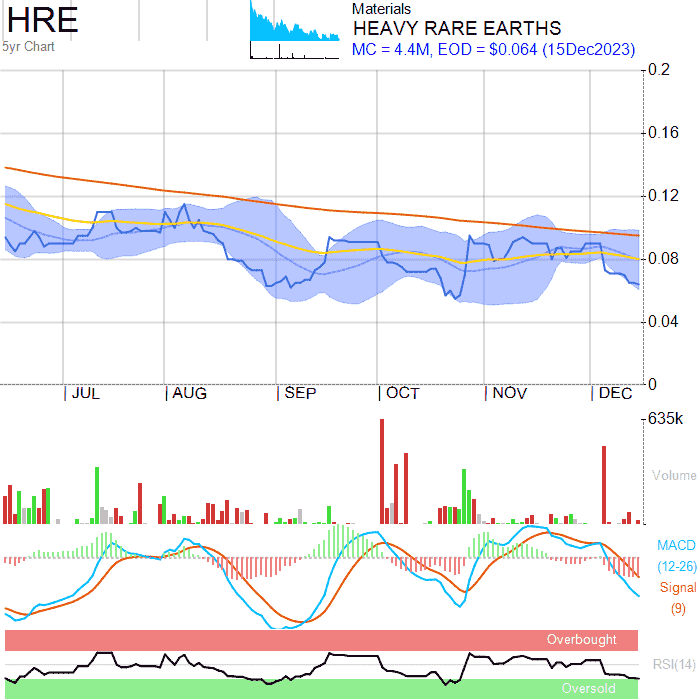 HRE
5yr Chart
Materials
HEAVY RARE EARTHS
MC = 4.4M, EOD = $0.064 (15Dec2023)
0.2
0.16
0.12
0.08
0.04
0
JUL AUG SEP OCT NOV DEC
635k
Volume
MACD
(12-26)
Signal
(9)
Overbought
RSI(14)
Oversold